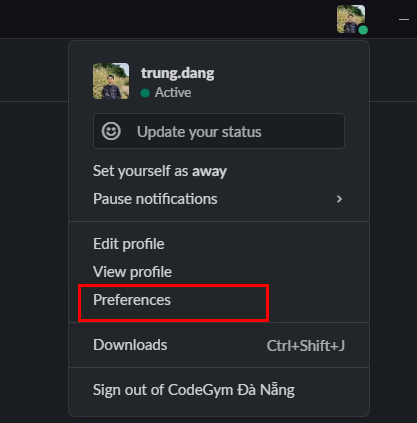 trung.dang
Active
Update your status
Set yourself as away
Pause notifications
Edit profile
View profile
Preferences
Downloads Ctrl+Shift+J
Sign out of CodeGym Đà Nẵng